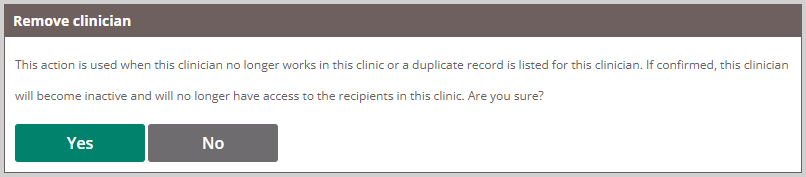 Remove clinician
This action is used when this clinician no longer works in this clinic or a duplicate record is listed for this clinician. If confirmed, this clinician
will become inactive and will no longer have access to the recipients in this clinic. Are you sure?
Yes No